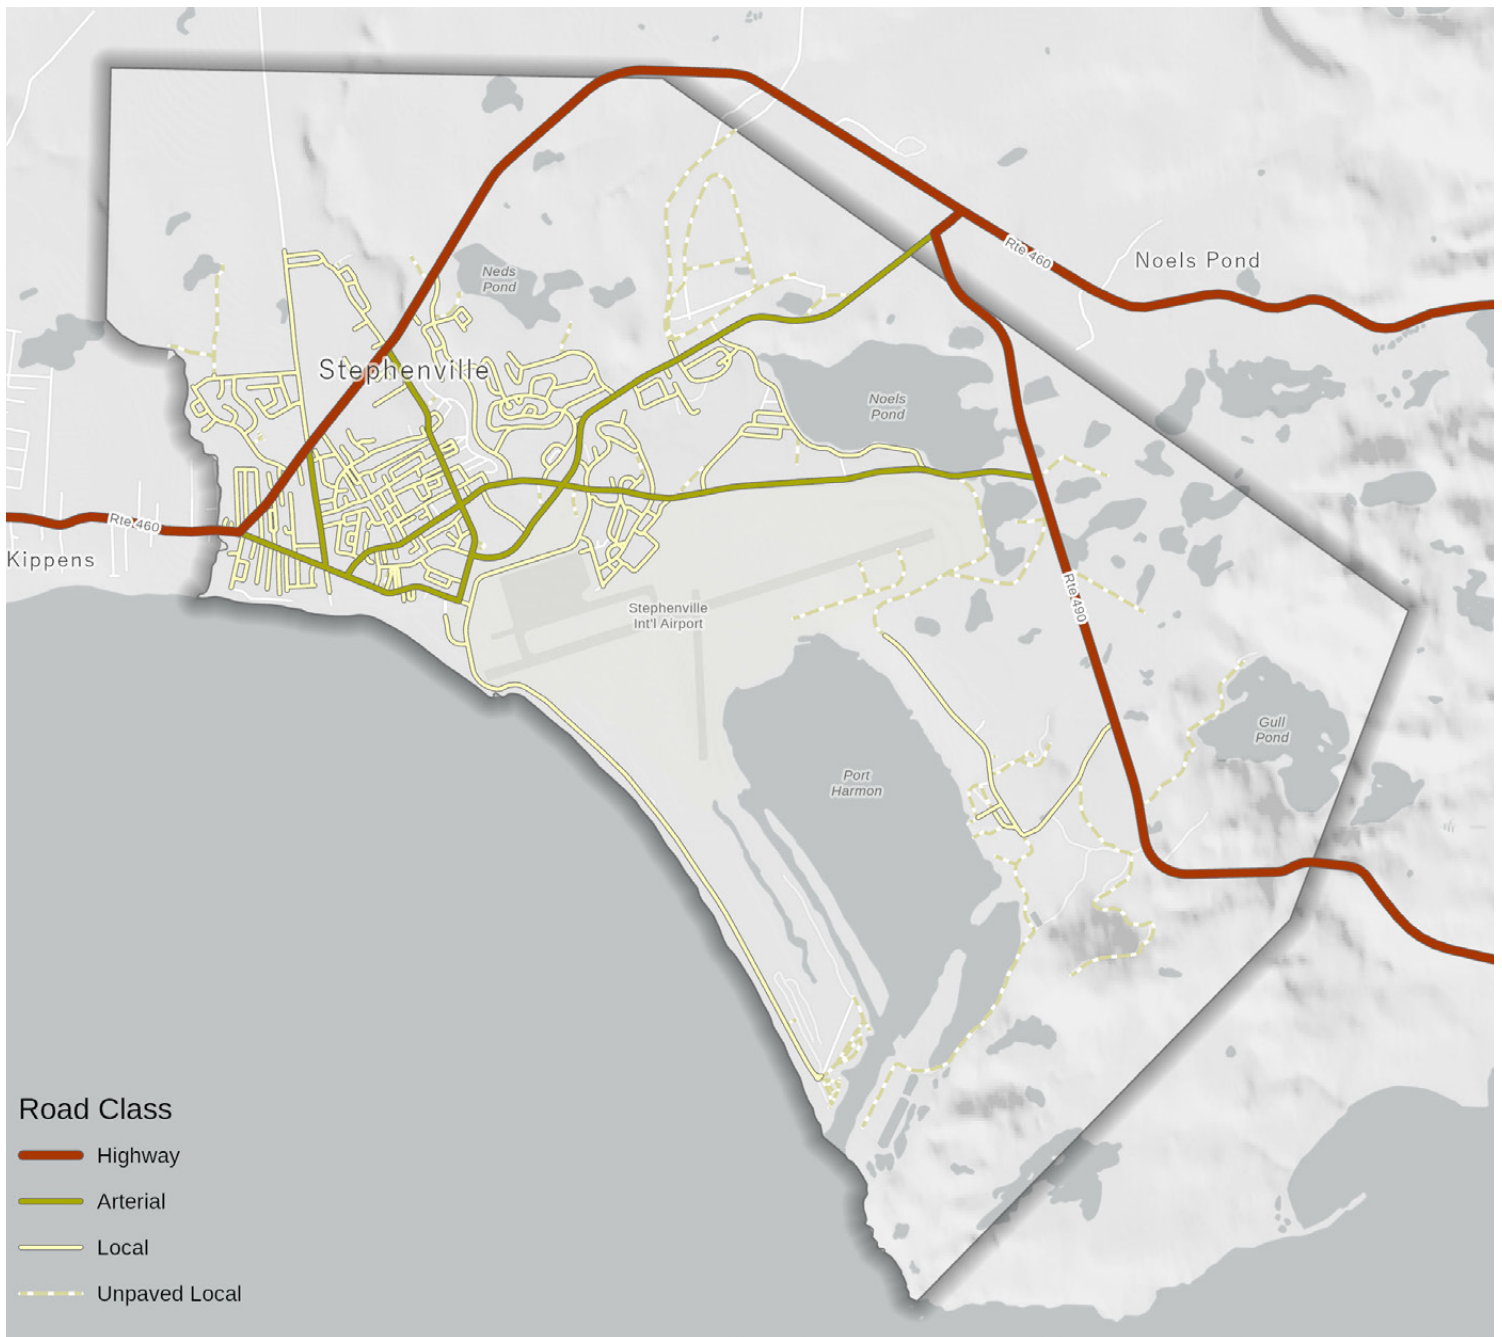 Neds
Pond
Rte 460
Noels Pond
Stephenville
Noels
Pond
Rte 460
Kippens
Rte 490
Stephenville
Int'l Airport
Gull
Pond
Port
Harmon
Road Class
Highway
Arterial
Local
Unpaved Local